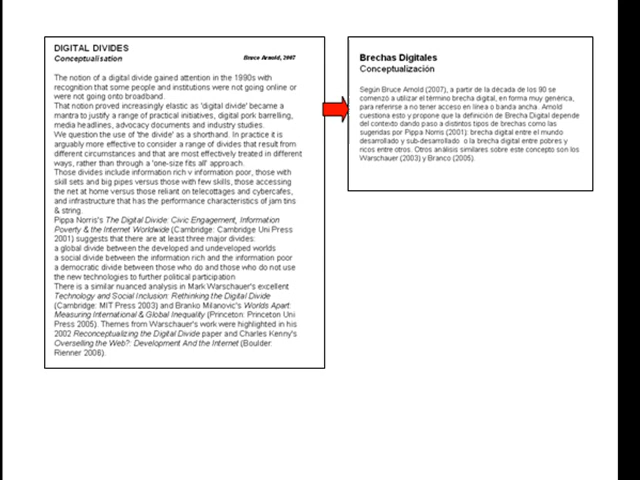 DIGITAL DIVIDES
Conceptualisation
Bruce Arnold, 2007
The notion of a digital divide gained attention in the 1990s with
recognition that some people and institutions were not going online or
were not going onto broadband.
That notion proved increasingly elastic as 'digital divide' became a
mantra to justify a range of practical initiatives, digital pork barrelling,
media headlines, advocacy documents and industry studies.
We question the use of 'the divide' as a shorthand. In practice it is
arguably more effective to consider a range of divides that result from
different circumstances and that are most effectively treated in different
ways, rather than through a 'one-size fits all' approach.
Those divides include information rich v information poor, those with
skill sets and big pipes versus those with few skills, those accessing
the net at home versus those reliant on telecottages and cybercafes,
and infrastructure that has the performance characteristics of jam tins
& string.
Pippa Norris's The Digital Divide: Civic Engagement, Information
Poverty & the Internet Worldwide (Cambridge: Cambridge Uni Press
2001) suggests that there are at least three major divides:
a global divide between the developed and undeveloped worlds
a social divide between the information rich and the information poor
a democratic divide between those who do and those who do not use
the new technologies to further political participation
There is a similar nuanced analysis in Mark Warschauer's excellent
Technology and Social Inclusion: Rethinking the Digital Divide
(Cambridge: MIT Press 2003) and Branko Milanovic's Worlds Apart:
Measuring International & Global Inequality (Princeton: Princeton Uni
Press 2005). Themes from Warschauer's work were highlighted in his
2002 Reconceptualizing the Digital Divide paper and Charles Kenny's
Overselling the Web?: Development And the Internet (Boulder:
Rienner 2006).
Brechas Digitales
Conceptualización
Según Bruce Arnold (2007), a partir de la década de los 90 se
comenzó a utilizar el término brecha digital, en forma muy genérica,
para referirse a no tener acceso en línea o banda ancha. Arnold
cuestiona esto y propone que la definición de Brecha Digital depende
del contexto dando paso a distintos tipos de brechas como las
sugeridas por Pippa Norris (2001): brecha digital entre el mundo
desarrollado y sub-desarrollado o la brecha digital entre pobres y
ricos entre otros. Otros análisis similares sobre este concepto son los
Warschauer (2003) y Branco (2005).